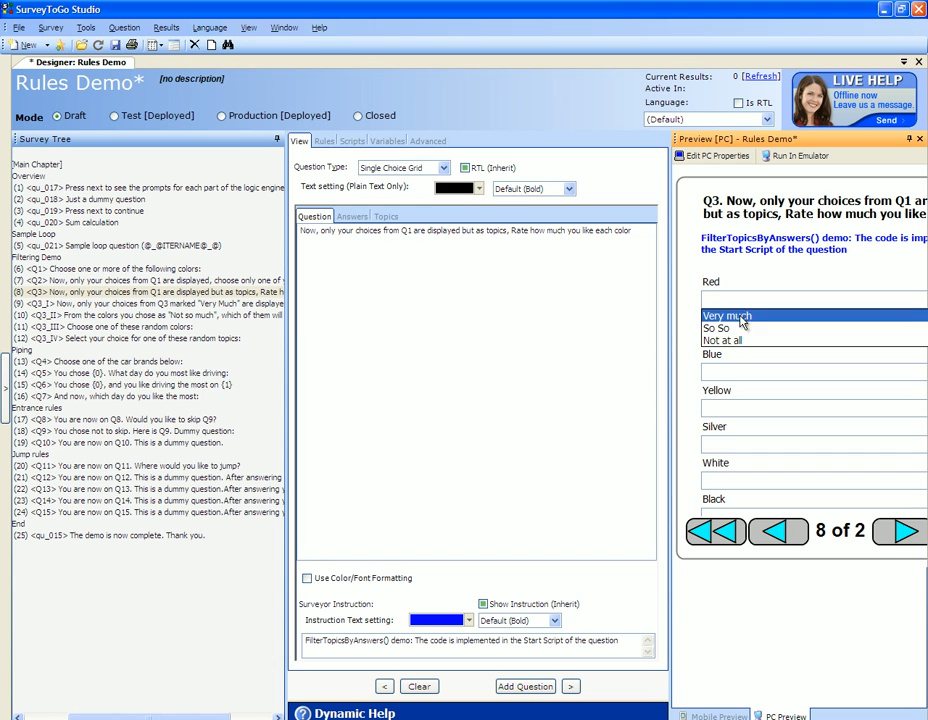 SurveyToGo Studio
File Survey Tools Question Results Language View Window Help
New
* Designer: Rules Demo
Rules Demo* [no description]
Mode Draft Test [Deployed] Production [Deployed] Closed
Current Results: 0 [Refresh]
Active In:
Language: Is RTL
(Default)
LIVE HELP
Offline now
Leave us a message.
Send
Survey Tree
[Main Chapter]
Overview
(1) <qu_017> Press next to see the prompts for each part of the logic engine
(2) <qu_018> Just a dummy question
(3) <qu_019> Press next to continue
(4) <qu_020> Sum calculation
Sample Loop
(5) <qu_021> Sample loop question (@_@ITERNAME@_@)
Filtering Demo
(6) <Q1> Choose one or more of the following colors:
(7) <Q2> Now, only your choices from Q1 are displayed, choose only one of
(8) <Q3> Now, only your choices from Q1 are displayed but as topics, Rate h
(9) <Q3_I> Now, only your choices from Q3 marked "Very Much" are displaye
(10) <Q3_II> From the colors you chose as "Not so much", which of them will
(11) <Q3_III> Choose one of these random colors:
(12) <Q3_IV> Select your choice for all one of these random topics:
Piping
(13) <Q4> Choose one of the car brands below:
(14) <Q5> You chose {0}. What day do you most like driving:
(15) <Q6> You chose {0}, and you like driving the most on {1}
(16) <Q7> And now, which day do you like the most:
Entrance rules
(17) <Q8> You are now on Q8. Would you like to skip Q9?
(18) <Q9> You chose not to skip. Here is Q9. Dummy question:
(19) <Q10> You are now on Q10. This is a dummy question.
Jump rules
(20) <Q11> You are now on Q11. Where would you like to jump?
(21) <Q12> You are now on Q12. This is a dummy question. After answering
(22) <Q13> You are now on Q13. This is a dummy question.After answering y
(23) <Q14> You are now on Q14. This is a dummy question.After answering y
(24) <Q15> You are now on Q15. This is a dummy question.After answering y
End
(25) <qu_015> The demo is now complete. Thank you.
View Rules Scripts Variables Advanced
Question Type: Single Choice Grid RTL (Inherit)
Text setting (Plain Text Only): Default (Bold)
Question Answers Topics
Now, only your choices from Q1 are displayed but as topics, Rate how much you like each color
Use Color/Font Formatting
Surveyor Instruction: Show Instruction (Inherit)
Instruction Text setting: Default (Bold)
FilterTopicsByAnswers() demo: The code is implemented in the Start Script of the question
< Clear Add Question >
Dynamic Help
Preview [PC] - Rules Demo*
Edit PC Properties Run In Emulator
Q3. Now, only your choices from Q1 ar
but as topics, Rate how much you like
FilterTopicsByAnswers() demo: The code is imp
the Start Script of the question
Red
Very much
So So
Not at all
Blue
Yellow
Silver
White
Black
8 of 2
Mobile Preview PC Preview